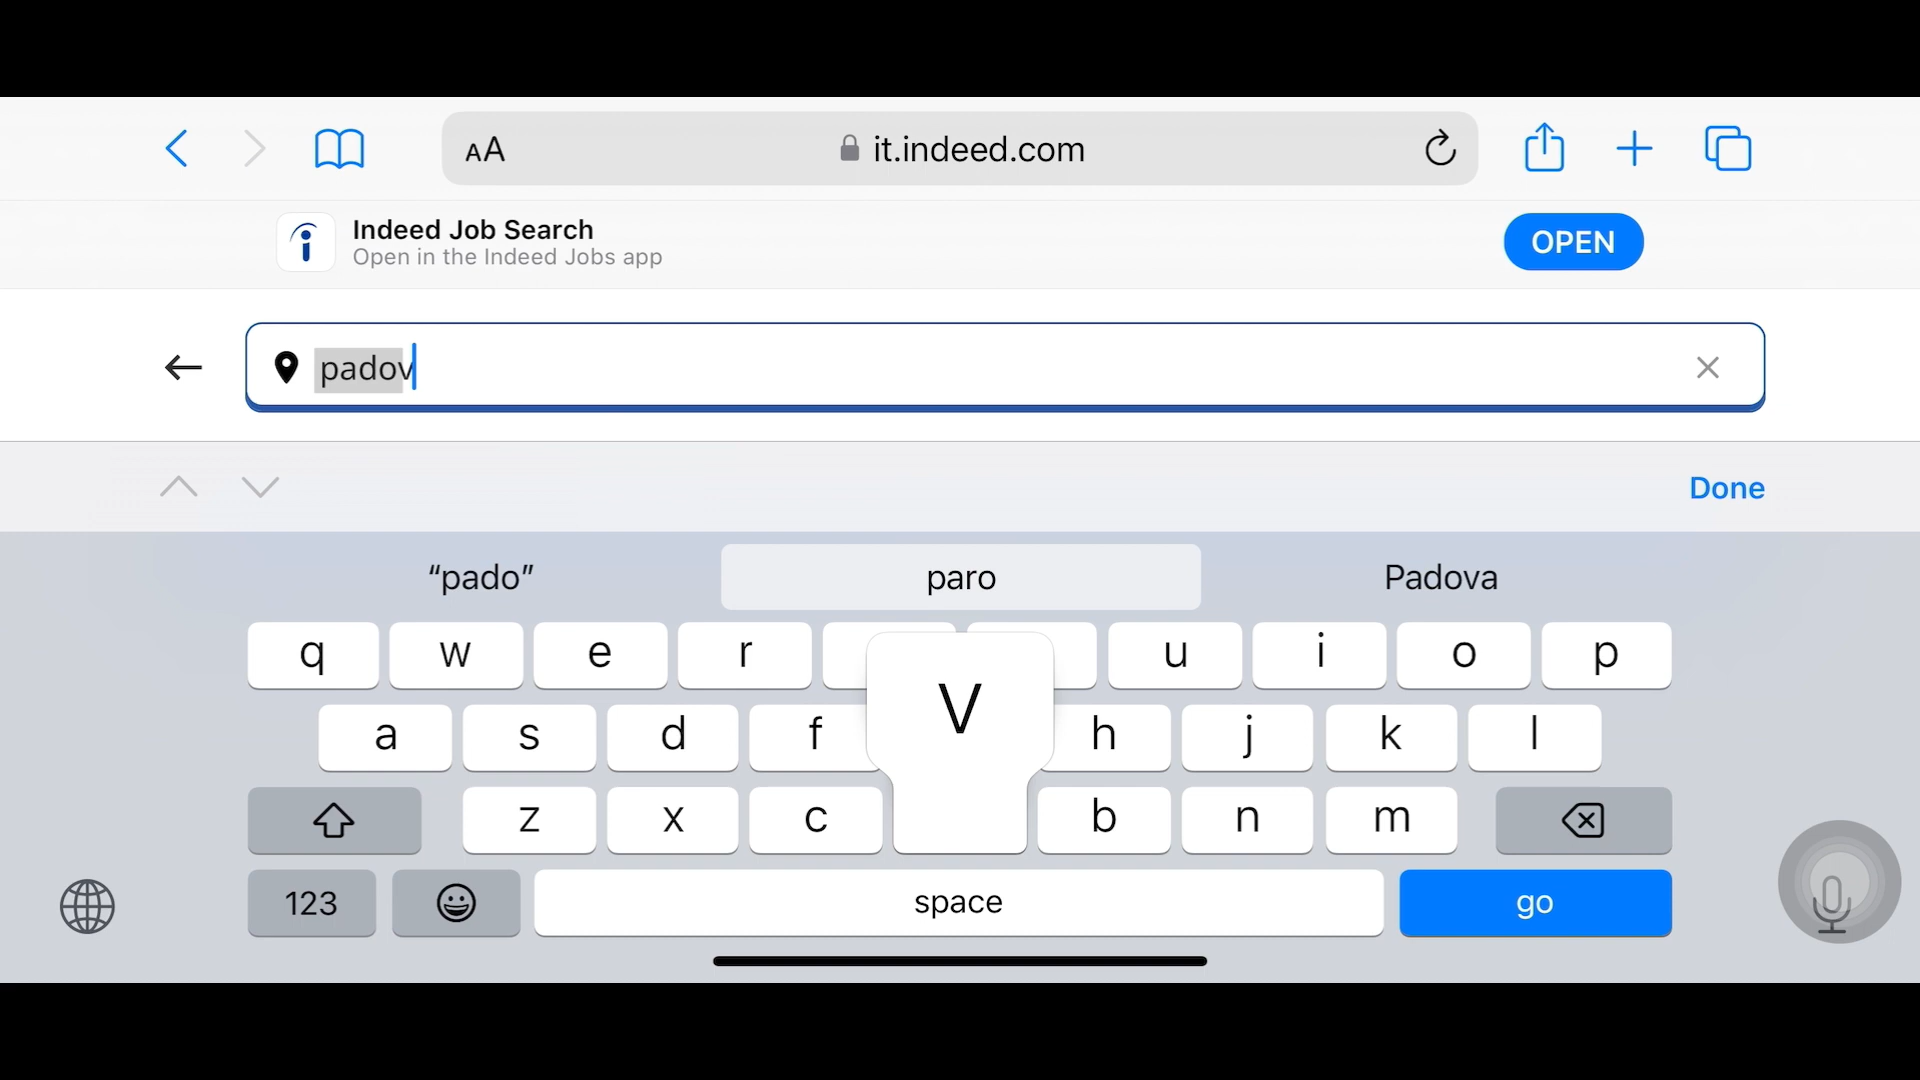 AA it.indeed.com
Indeed Job Search
Open in the Indeed Jobs app
OPEN
padov
Done
“pado” paro Padova
q w e r u i o p
V
a s d f h j k l
z x c b n m
123 space go